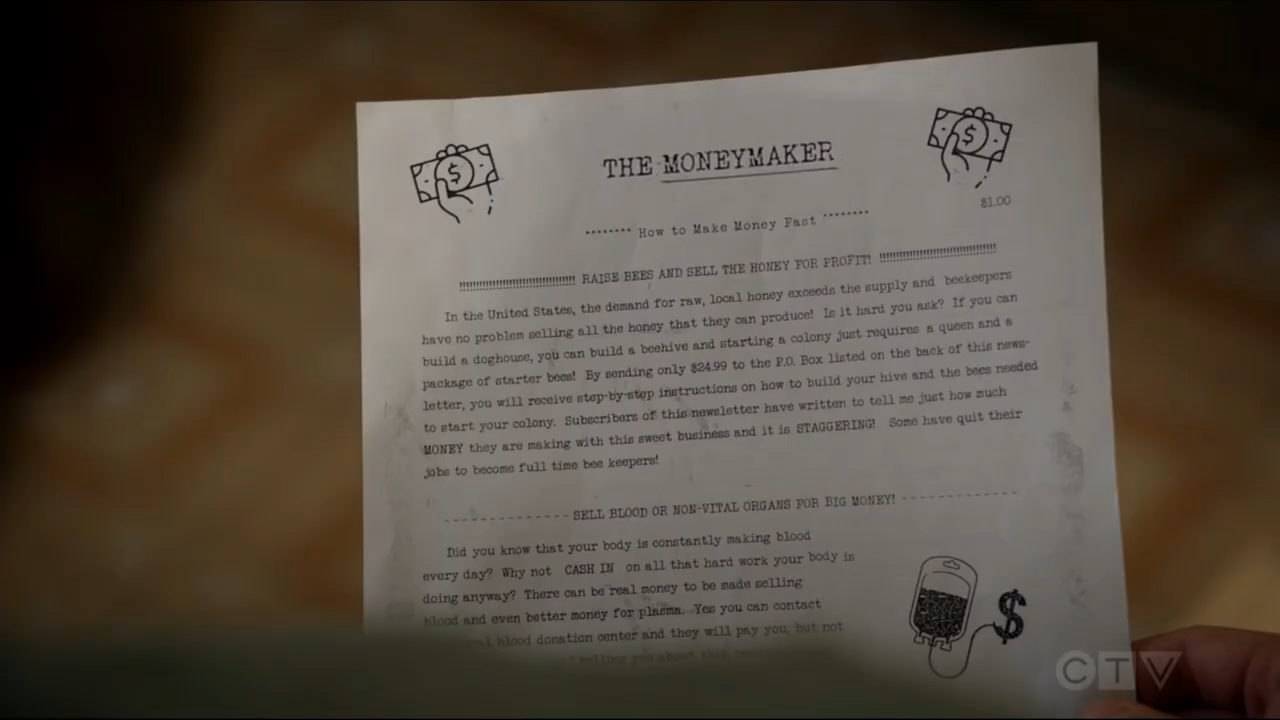 THE MONEYMAKER
$1.00
........ How to Make Money Fast ........
!!!!!!!!!!!!!!!!!!!!!!!!!!!!!! RAISE BEES AND SELL THE HONEY FOR PROFIT! !!!!!!!!!!!!!!!!!!!!!!!!!!!!!!
In the United States, the demand for raw, local honey exceeds the supply and beekeepers
have no problem selling all the honey that they can produce! Is it hard you ask? If you can
build a doghouse, you can build a beehive and starting a colony just requires a queen and a
package of starter bees! By sending only $24.99 to the P.O. Box listed on the back of this news-
letter, you will receive step-by-step instructions on how to build your hive and the bees needed
to start your colony. Subscribers of this newsletter have written to tell me just how much
MONEY they are making with this sweet business and it is STAGGERING! Some have quit their
jobs to become full time bee keepers!
- - - - - - - - - - - - - SELL BLOOD OR NON-VITAL ORGANS FOR BIG MONEY! - - - - - - - - - - - -
Did you know that your body is constantly making blood
every day? Why not CASH IN on all that hard work your body is
doing anyway? There can be real money to be made selling
blood and even better money for plasma. Yes you can contact
blood donation center and they will pay you, but not
telling you about this
$
CTV